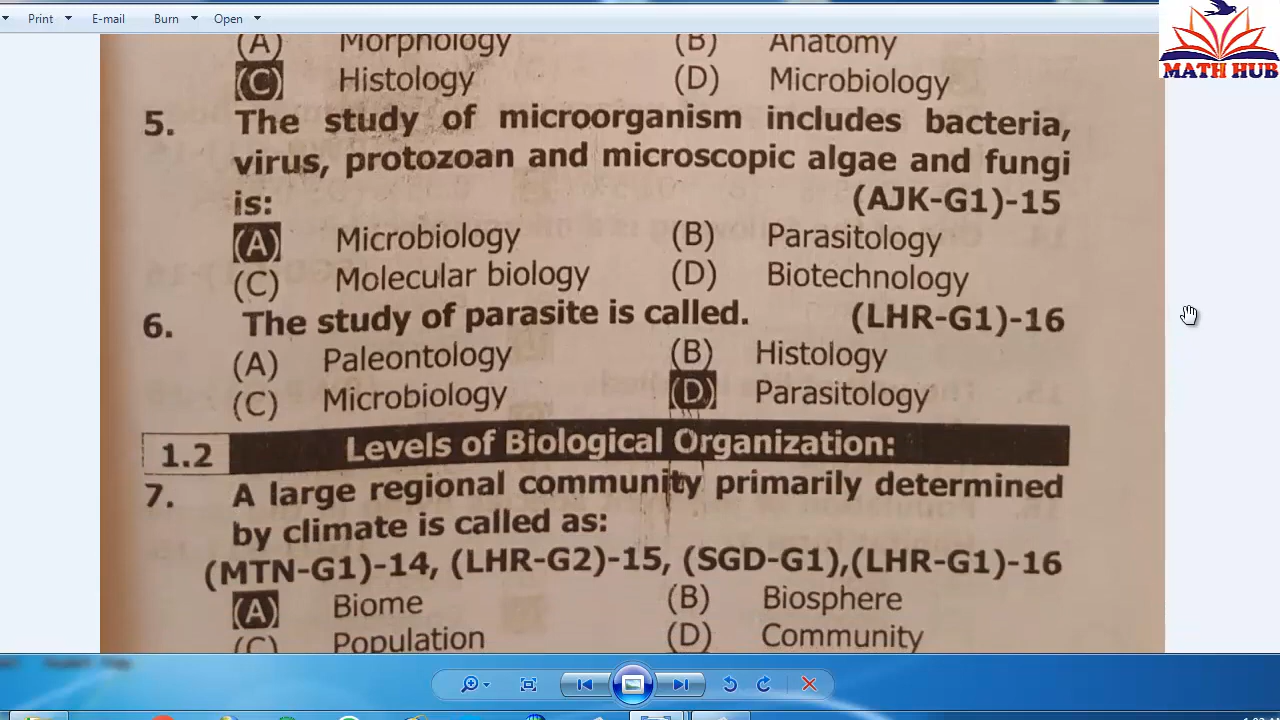 Print E-mail Burn Open
MATH HUB
(A) Morphology (B) Anatomy
(C) Histology (D) Microbiology
5. The study of microorganism includes bacteria,
virus, protozoan and microscopic algae and fungi
is: (AJK-G1)-15
(A) Microbiology (B) Parasitology
(C) Molecular biology (D) Biotechnology
6. The study of parasite is called. (LHR-G1)-16
(A) Paleontology (B) Histology
(C) Microbiology (D) Parasitology
1.2 Levels of Biological Organization:
7. A large regional community primarily determined
by climate is called as:
(MTN-G1)-14, (LHR-G2)-15, (SGD-G1),(LHR-G1)-16
(A) Biome (B) Biosphere
(C) Population (D) Community